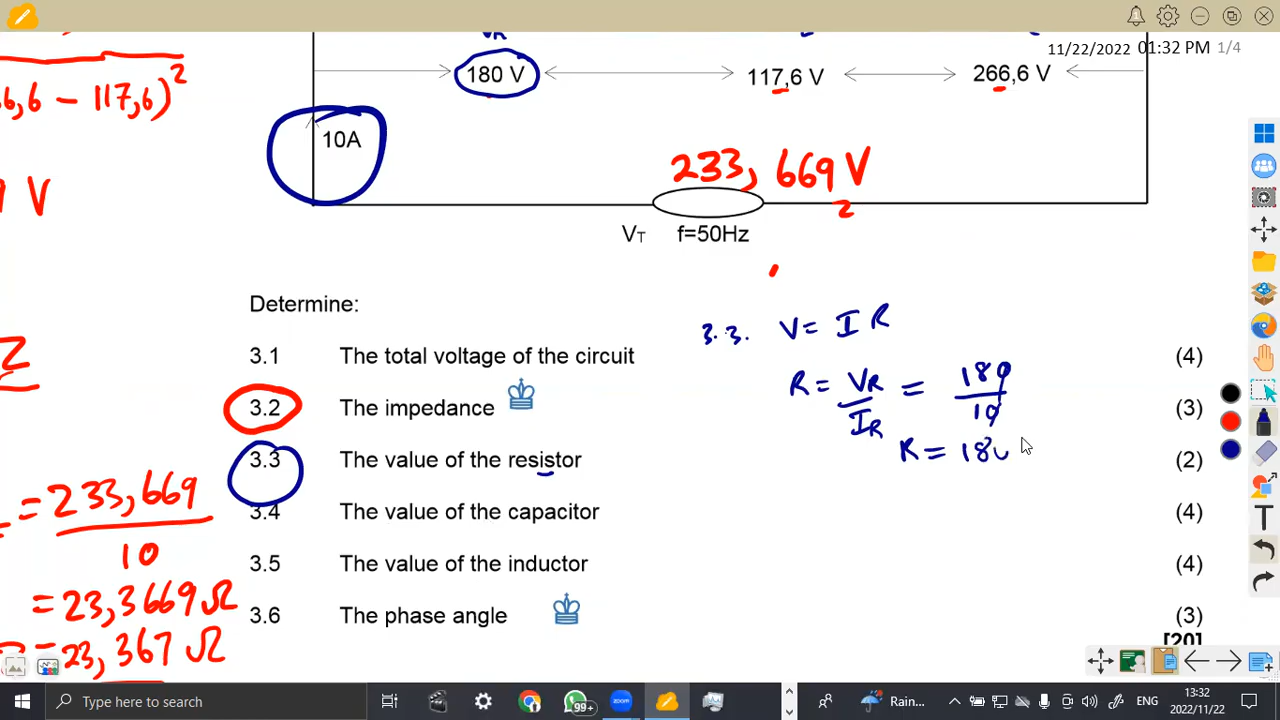 11/22/2022 01:32 PM 1/4
6,6 - 117,6)²
180 V
117,6 V
266,6 V
10A
233,669 V
V
VT f=50Hz
Determine:
3.1 The total voltage of the circuit (4)
3.2 The impedance (3)
3.3 The value of the resistor (2)
3.4 The value of the capacitor (4)
3.5 The value of the inductor (4)
3.6 The phase angle (3)
[20]
3.3. V = I R
R = VR/IR = 180/10
R = 18
= 233,669/10
= 23,3669 Ω
= 23,367 Ω
T
Type here to search
99+
Rain...
ENG
13:32
2022/11/22